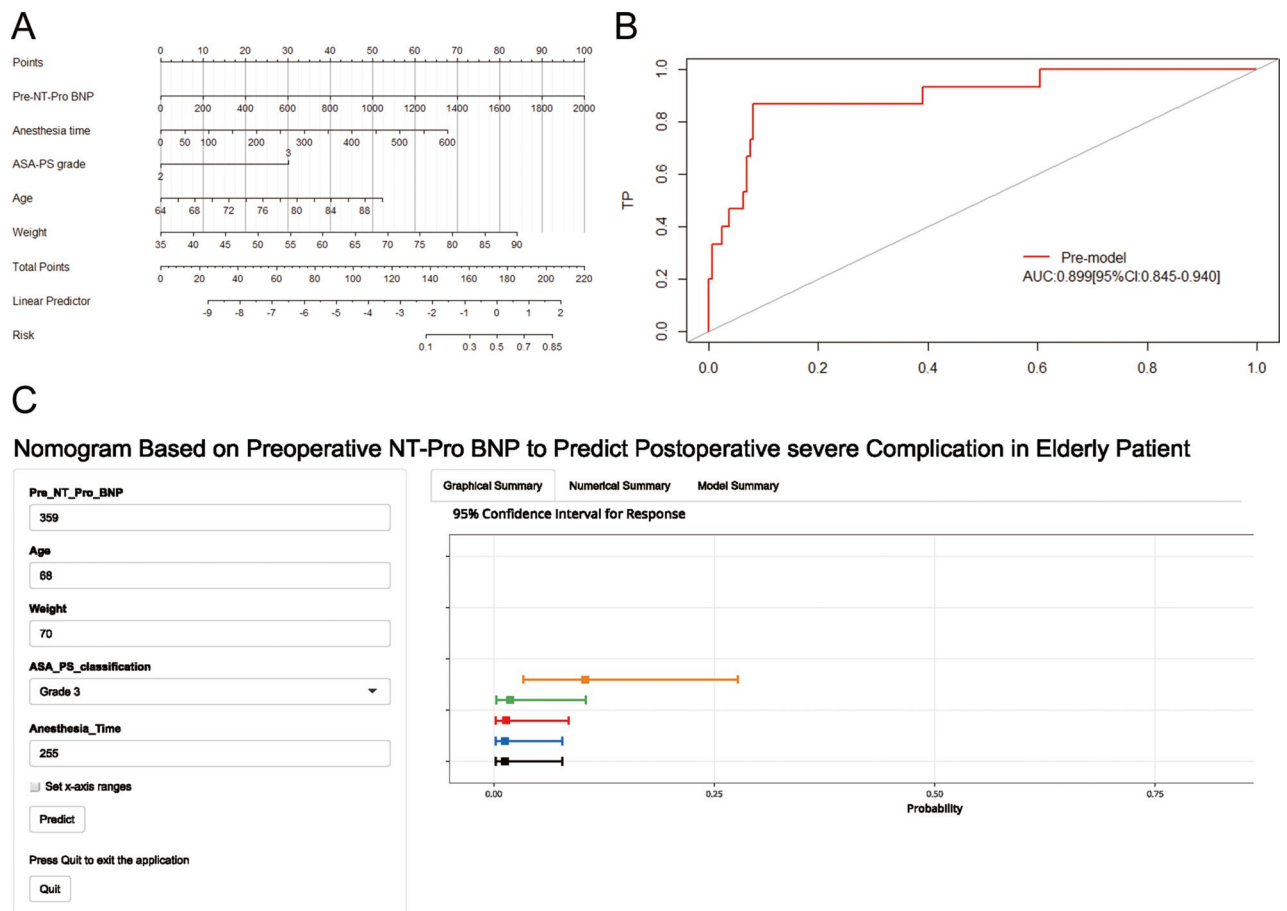 A
Points
0 10 20 30 40 50 60 70 80 90 100
Pre-NT-Pro BNP
0 200 400 600 800 1000 1200 1400 1600 1800 2000
Anesthesia time
0 50 100 200 300 400 500 600
ASA-PS grade
3
2
Age
64 68 72 76 80 84 88
Weight
35 40 45 50 55 60 65 70 75 80 85 90
Total Points
0 20 40 60 80 100 120 140 160 180 200 220
Linear Predictor
-9 -8 -7 -6 -5 -4 -3 -2 -1 0 1 2
Risk
0.1 0.3 0.5 0.7 0.85
B
TP
1.0
0.8
0.6
0.4
0.2
0.0
Pre-model
AUC:0.899[95%CI:0.845-0.940]
0.0 0.2 0.4 0.6 0.8 1.0
C
Nomogram Based on Preoperative NT-Pro BNP to Predict Postoperative severe Complication in Elderly Patient
Pre_NT_Pro_BNP
359
Age
68
Weight
70
ASA_PS_classification
Grade 3
Anesthesia_Time
255
Set x-axis ranges
Predict
Press Quit to exit the application
Quit
Graphical Summary Numerical Summary Model Summary
95% Confidence Interval for Response
0.00 0.25 0.50 0.75
Probability